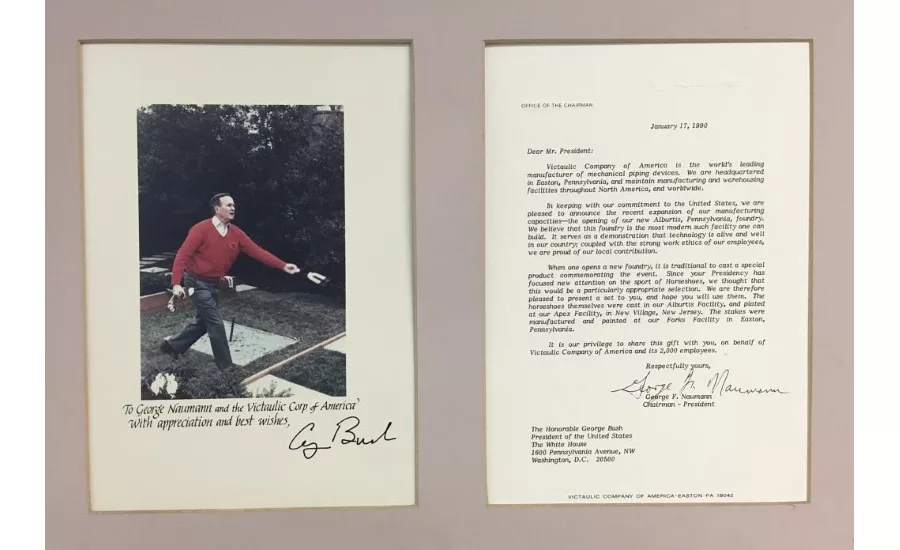 To George Naumann and the Victaulic Corp of America
With appreciation and best wishes,
G Bush
OFFICE OF THE CHAIRMAN
January 17, 1990
Dear Mr. President:
Victaulic Company of America is the world's leading
manufacturer of mechanical piping devices. We are headquartered
in Easton, Pennsylvania, and maintain manufacturing and warehousing
facilities throughout North America, and worldwide.
In keeping with our commitment to the United States, we are
pleased to announce the recent expansion of our manufacturing
capacities—the opening of our new Alburtis, Pennsylvania, foundry.
We believe that this foundry is the most modern such facility one can
build. It serves as a demonstration that technology is alive and well
in our country; coupled with the strong work ethics of our employees,
we are proud of our local contribution.
When one opens a new foundry, it is traditional to cast a special
product commemorating the event. Since your Presidency has
focused new attention on the sport of Horseshoes, we thought that
this would be a particularly appropriate selection. We are therefore
pleased to present a set to you, and hope you will use them. The
horseshoes themselves were cast in our Alburtis Facility, and plated
at our Apex Facility, in New Village, New Jersey. The stakes were
manufactured and painted at our Forks Facility in Easton,
Pennsylvania.
It is our privilege to share this gift with you, on behalf of
Victaulic Company of America and its 2,000 employees.
Respectfully yours,
George F. Naumann
George F. Naumann
Chairman - President
The Honorable George Bush
President of the United States
The White House
1600 Pennsylvania Avenue, NW
Washington, D.C. 20500
VICTAULIC COMPANY OF AMERICA-EASTON-PA 18042